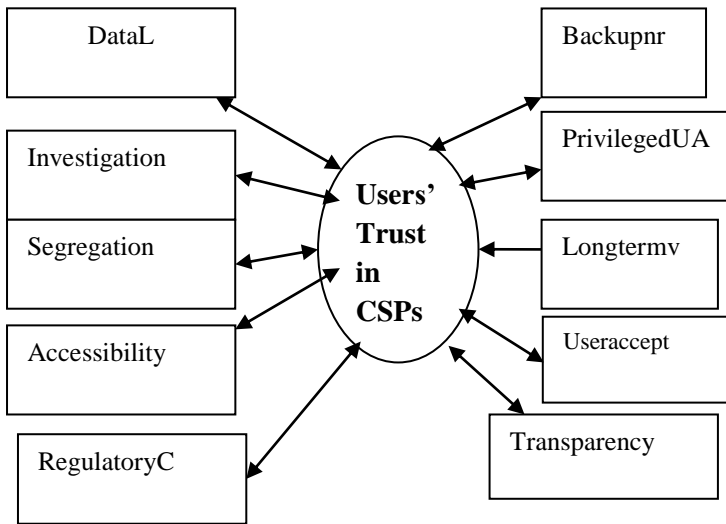 DataL
Backupnr
Investigation
PrivilegedUA
Users’
Trust
in
CSPs
Segregation
Longtermv
Accessibility
Useraccept
RegulatoryC
Transparency